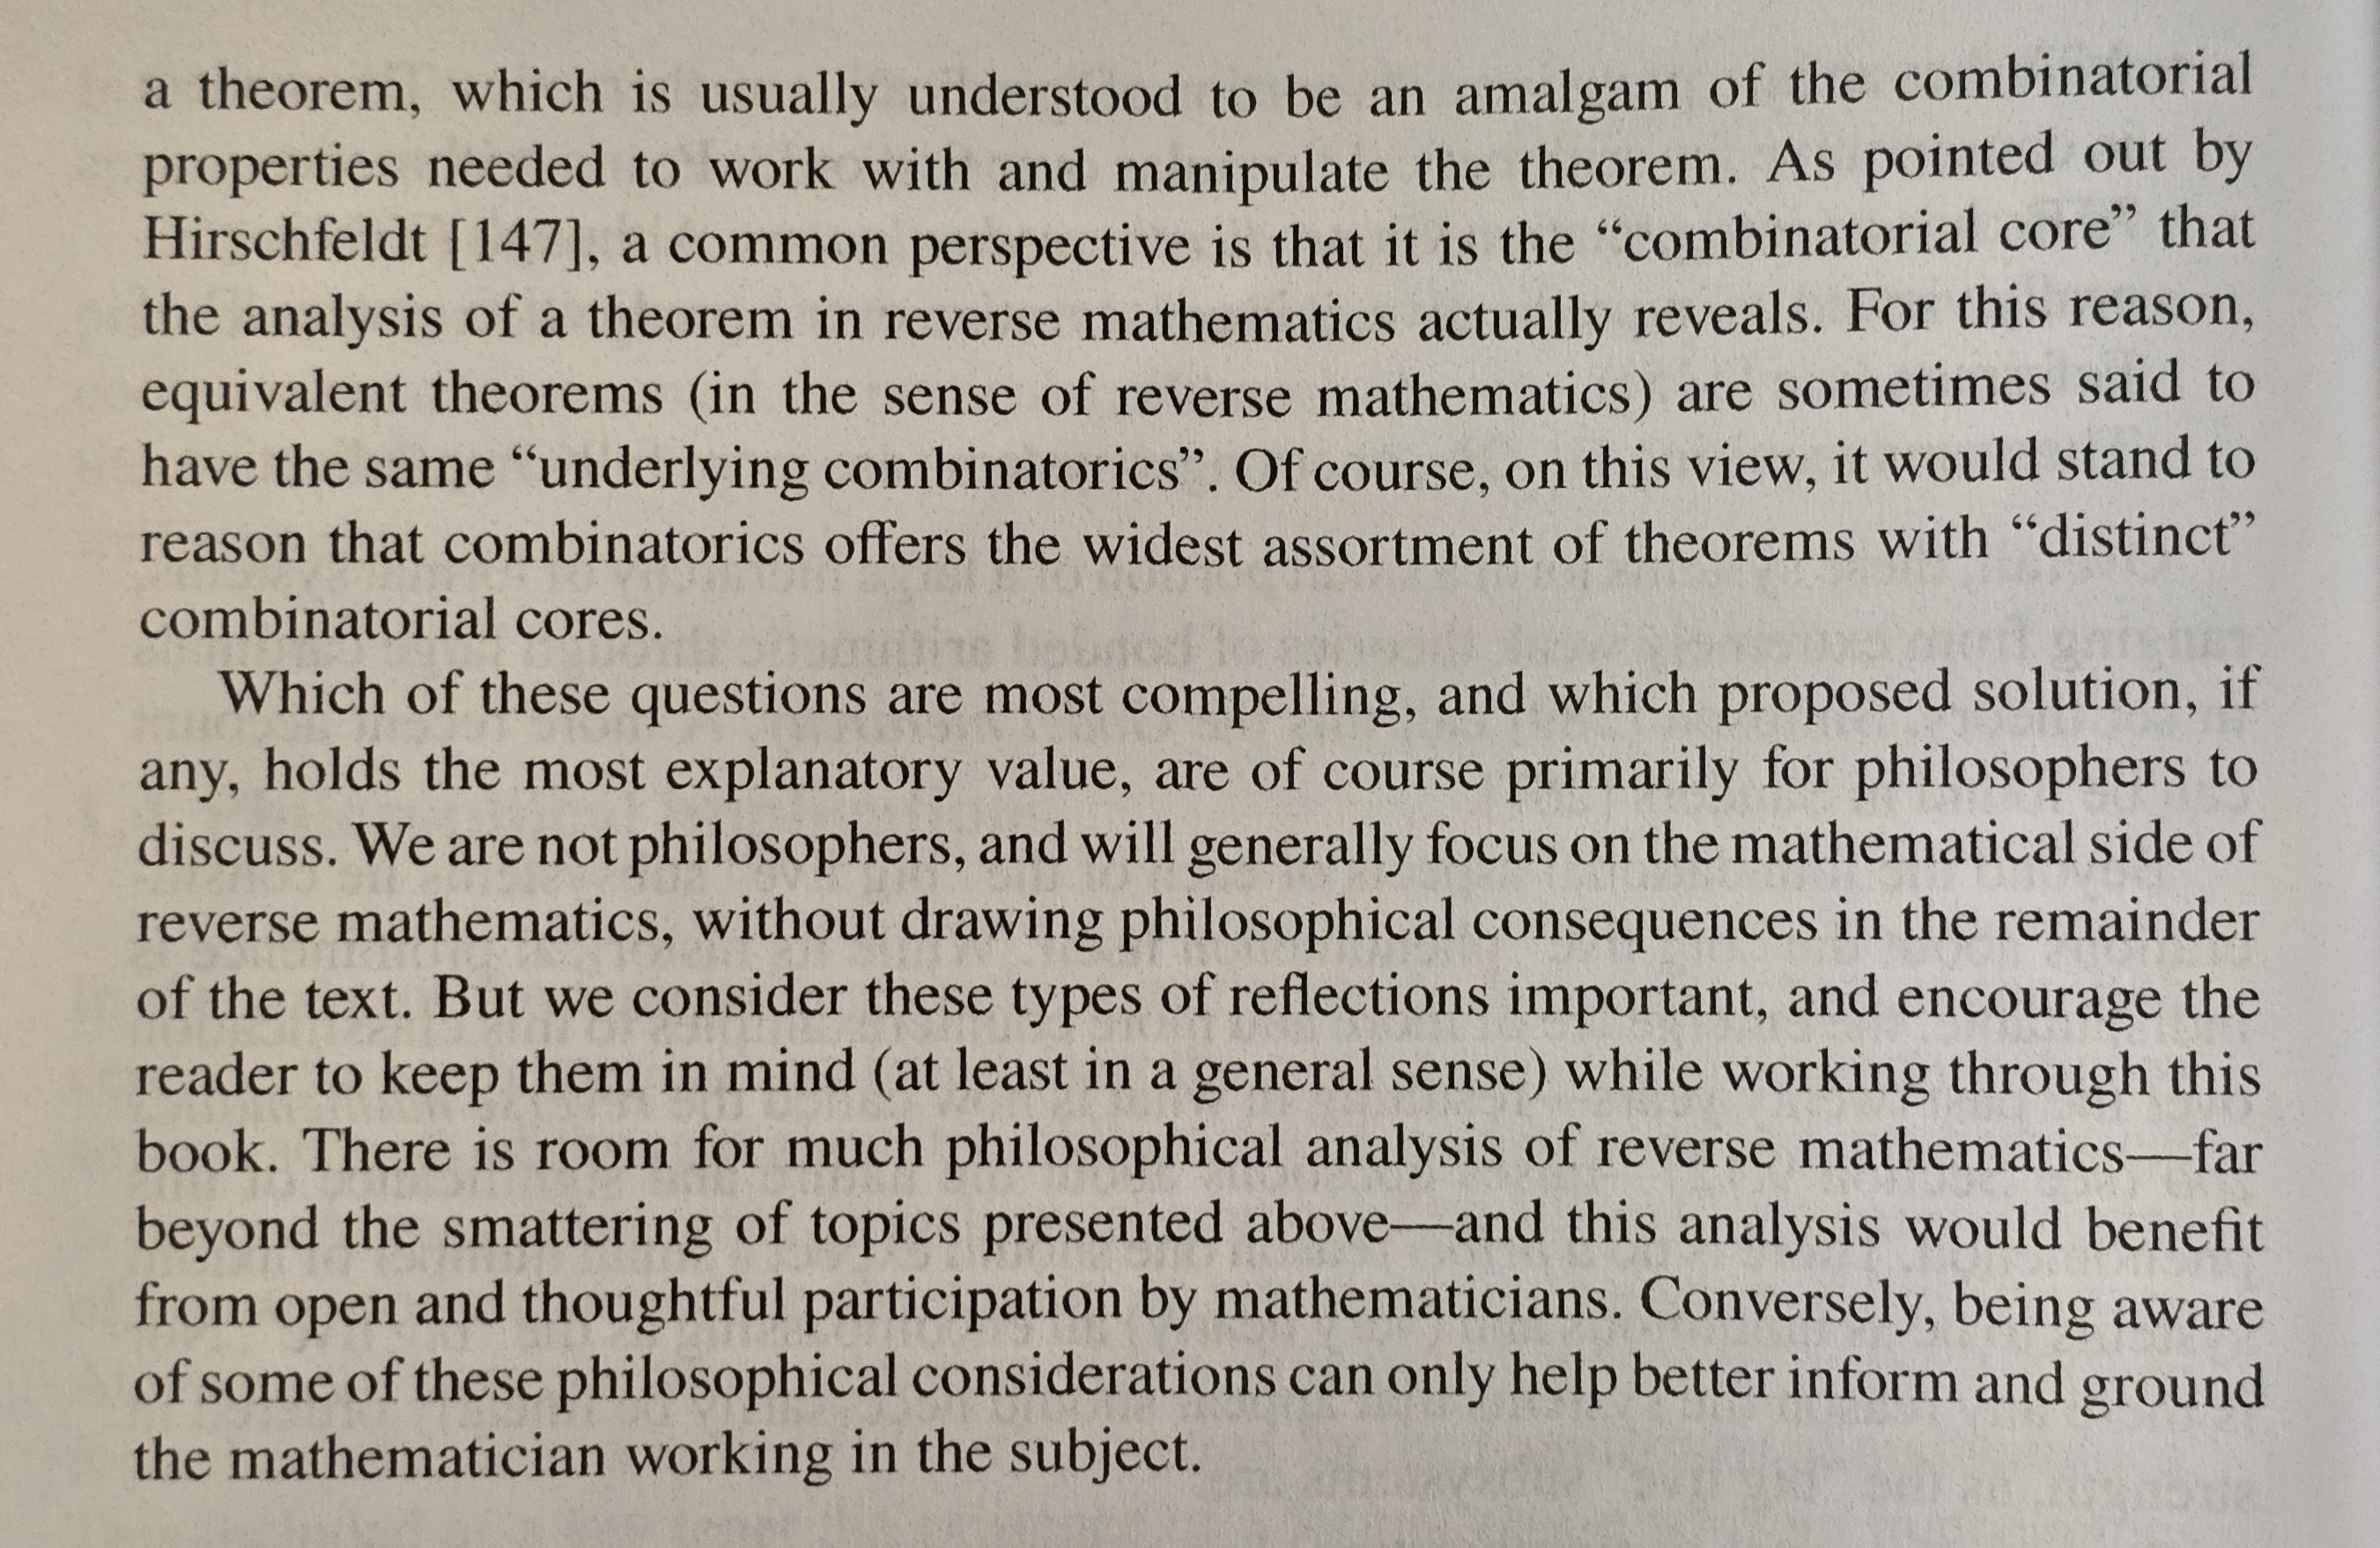 a theorem, which is usually understood to be an amalgam of the combinatorial
properties needed to work with and manipulate the theorem. As pointed out by
Hirschfeldt [147], a common perspective is that it is the “combinatorial core” that
the analysis of a theorem in reverse mathematics actually reveals. For this reason,
equivalent theorems (in the sense of reverse mathematics) are sometimes said to
have the same “underlying combinatorics”. Of course, on this view, it would stand to
reason that combinatorics offers the widest assortment of theorems with “distinct”
combinatorial cores.
Which of these questions are most compelling, and which proposed solution, if
any, holds the most explanatory value, are of course primarily for philosophers to
discuss. We are not philosophers, and will generally focus on the mathematical side of
reverse mathematics, without drawing philosophical consequences in the remainder
of the text. But we consider these types of reflections important, and encourage the
reader to keep them in mind (at least in a general sense) while working through this
book. There is room for much philosophical analysis of reverse mathematics—far
beyond the smattering of topics presented above—and this analysis would benefit
from open and thoughtful participation by mathematicians. Conversely, being aware
of some of these philosophical considerations can only help better inform and ground
the mathematician working in the subject.